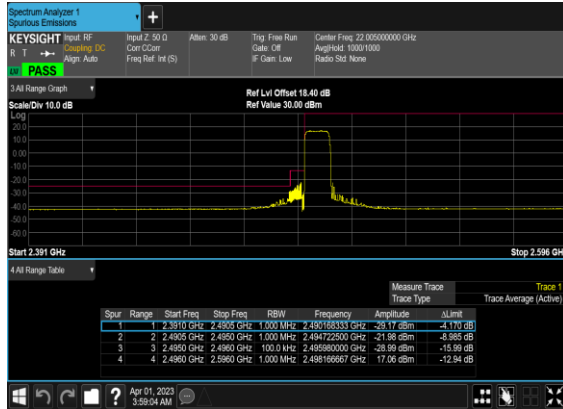 Spectrum Analyzer 1
Spurious Emissions
+
KEYSIGHT Input: RF Input Z: 50 Ω Atten: 30 dB Trig: Free Run Center Freq: 22.005000000 GHz
R T Coupling: DC Corr CCorr Gate: Off Avg|Hold: 1000/1000
Align: Auto Freq Ref: Int (S) IF Gain: Low Radio Std: None
PASS
3 All Range Graph Ref Lvl Offset 18.40 dB
Scale/Div 10.0 dB Ref Value 30.00 dBm
Log
20.0
10.0
0.00
-10.0
-20.0
-30.0
-40.0
-50.0
-60.0
Start 2.391 GHz Stop 2.596 GH
4 All Range Table
Measure Trace Trace 1
Trace Type Trace Average (Active)
Spur Range Start Freq Stop Freq RBW Frequency Amplitude ΔLimit
1 1 2.3910 GHz 2.4905 GHz 1.000 MHz 2.490168333 GHz -29.17 dBm -4.170 dB
2 2 2.4905 GHz 2.4950 GHz 1.000 MHz 2.494722500 GHz -21.98 dBm -8.985 dB
3 3 2.4950 GHz 2.4960 GHz 100.0 kHz 2.495980000 GHz -28.99 dBm -15.99 dB
4 4 2.4960 GHz 2.5960 GHz 1.000 MHz 2.498166667 GHz 17.06 dBm -12.94 dB
? Apr 01, 2023
3:59:04 AM